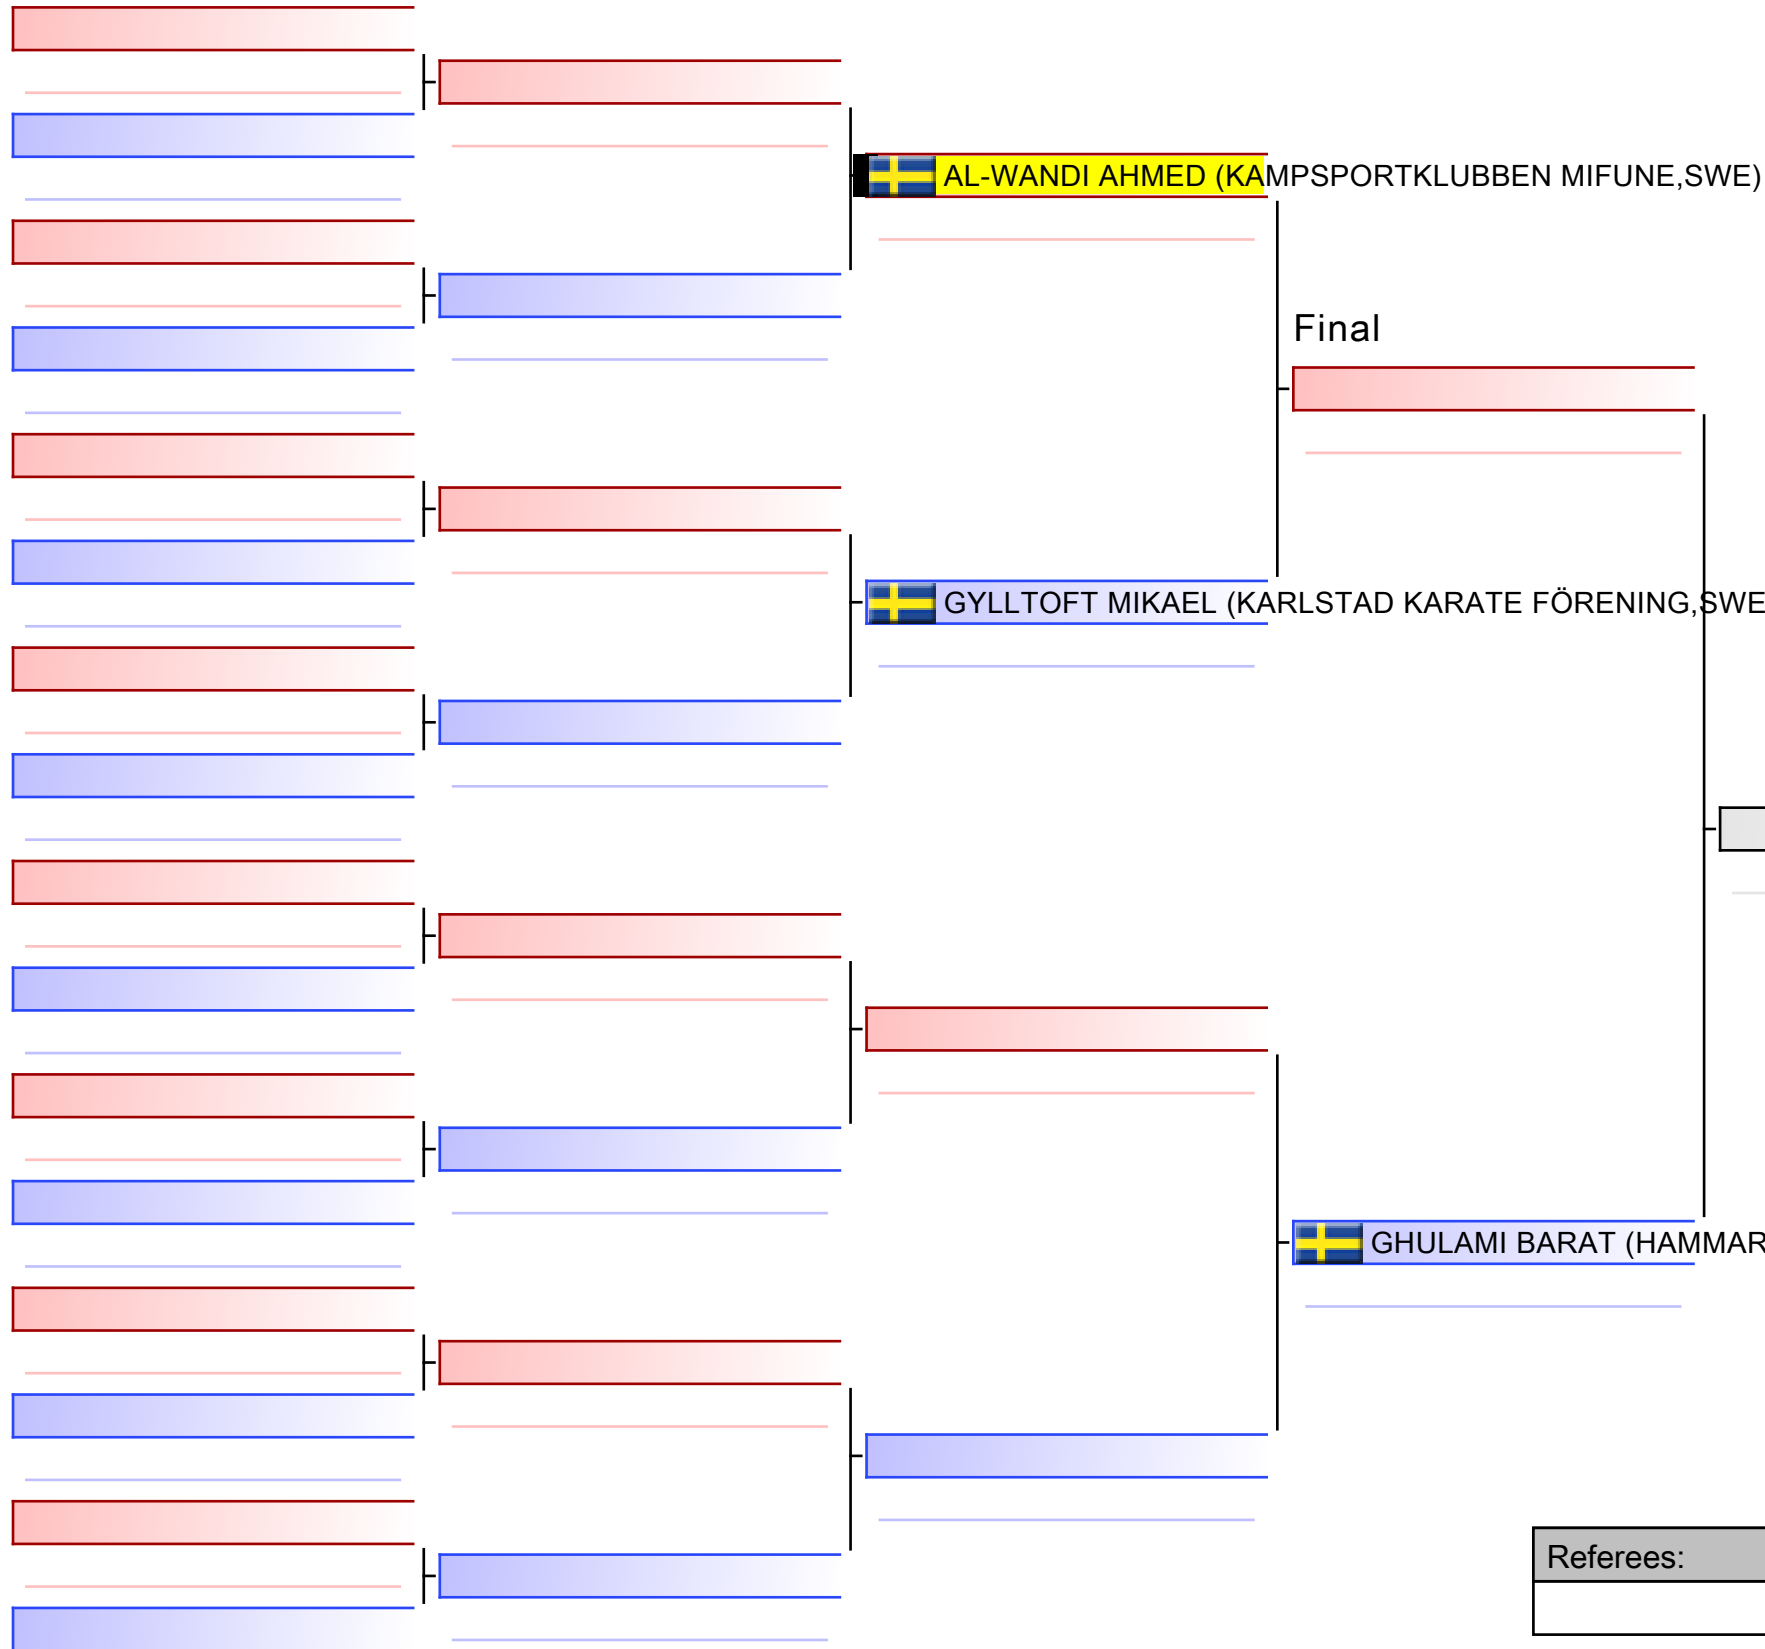 AL-WANDI AHMED (KAMPSPORTKLUBBEN MIFUNE,SWE)
Final
GYLLTOFT MIKAEL (KARLSTAD KARATE FÖRENING,SWE
GHULAMI BARAT (HAMMAR
Referees: